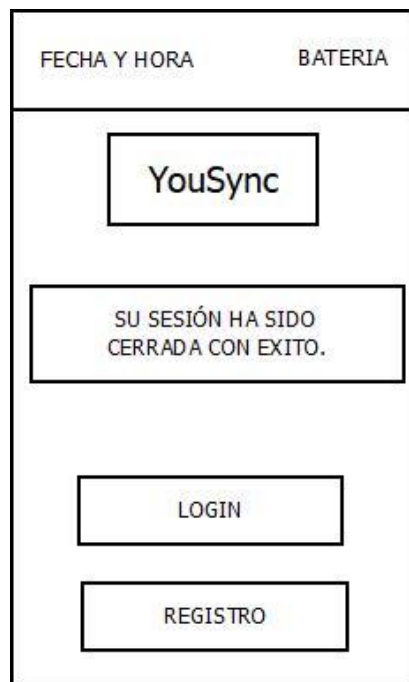 FECHA Y HORA BATERIA
YouSync
SU SESIÓN HA SIDO
CERRADA CON EXITO.
LOGIN
REGISTRO